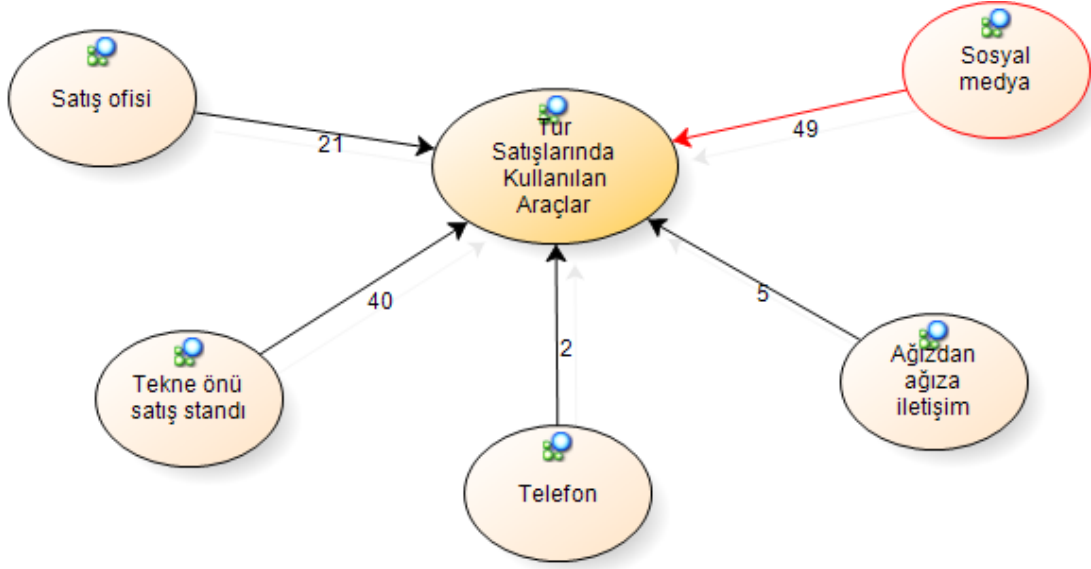 Satış ofisi
21
Tur
Satışlarında
Kullanılan
Araçlar
49
Sosyal
medya
40
Tekne önü
satış standı
2
Telefon
5
Ağızdan
ağıza
iletişim